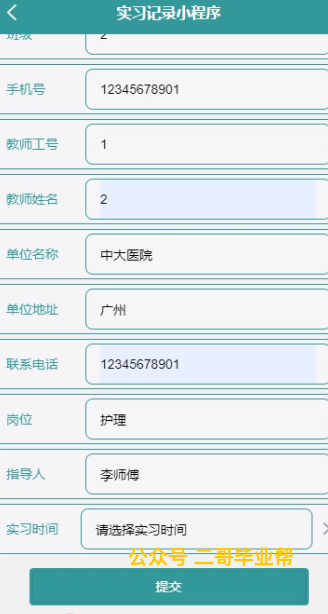 实习记录小程序
班级 2
手机号 12345678901
教师工号 1
教师姓名 2
单位名称 中大医院
单位地址 广州
联系电话 12345678901
岗位 护理
指导人 李师傅
实习时间 请选择实习时间
公众号 二哥毕业帮
提交